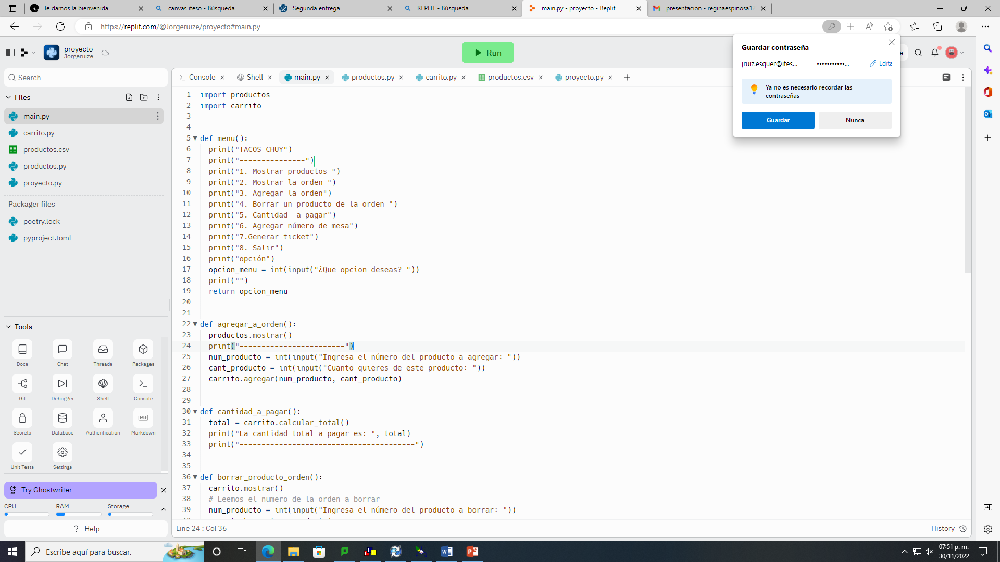 Te damos la bienvenida
canvas iteso - Búsqueda
Segunda entrega
REPLIT - Búsqueda
main.py - proyecto - Replit
presentacion - reginaespinosa12
https://replit.com/@Jorgeruize/proyecto#main.py
proyecto
Jorgeruize
Run
Guardar contraseña
jruiz.esquer@ites...
•••••••••••...
Edita
Ya no es necesario recordar las
contraseñas
Guardar
Nunca
Search
Files
main.py
carrito.py
productos.csv
productos.py
proyecto.py
Packager files
poetry.lock
pyproject.toml
Tools
Docs
Chat
Threads
Packages
Git
Debugger
Shell
Console
Secrets
Database
Authentication
Markdown
Unit Tests
Settings
Try Ghostwriter
CPU
RAM
Storage
? Help
Console
Shell
main.py
productos.py
carrito.py
productos.csv
proyecto.py
1 import productos
2 import carrito
3
4
5 def menu():
6 print("TACOS CHUY")
7 print("---------------")
8 print("1. Mostrar productos ")
9 print("2. Mostrar la orden ")
10 print("3. Agregar la orden")
11 print("4. Borrar un producto de la orden ")
12 print("5. Cantidad  a pagar")
13 print("6. Agregar número de mesa")
14 print("7.Generar ticket")
15 print("8. Salir")
16 print("opción")
17 opcion_menu = int(input("¿Que opcion deseas? "))
18 print("")
19 return opcion_menu
20
21
22 def agregar_a_orden():
23 productos.mostrar()
24 print("------------------------")
25 num_producto = int(input("Ingresa el número del producto a agregar: "))
26 cant_producto = int(input("Cuanto quieres de este producto: "))
27 carrito.agregar(num_producto, cant_producto)
28
29
30 def cantidad_a_pagar():
31 total = carrito.calcular_total()
32 print("La cantidad total a pagar es: ", total)
33 print("----------------------------------------")
34
35
36 def borrar_producto_orden():
37 carrito.mostrar()
38 # Leemos el numero de la orden a borrar
39 num_producto = int(input("Ingresa el número del producto a borrar: "))
Line 24 : Col 36
History
Escribe aquí para buscar.
07:51 p. m.
30/11/2022